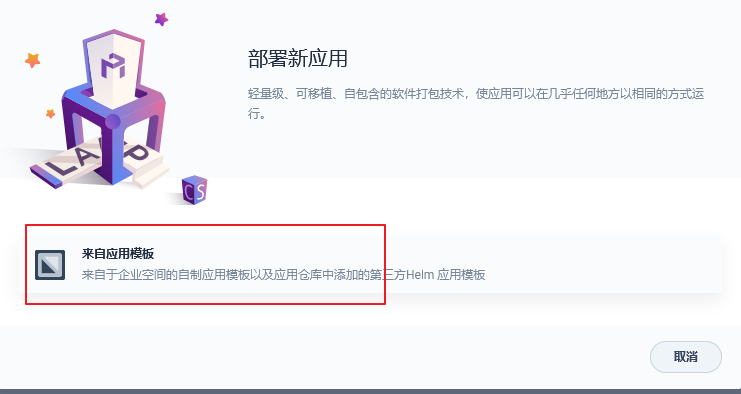 部署新应用
轻量级、可移植、自包含的软件打包技术，使应用可以在几乎任何地方以相同的方式运
行。
LAMP
CS
来自应用模板
来自于企业空间的自制应用模板以及应用仓库中添加的第三方Helm 应用模板
取消